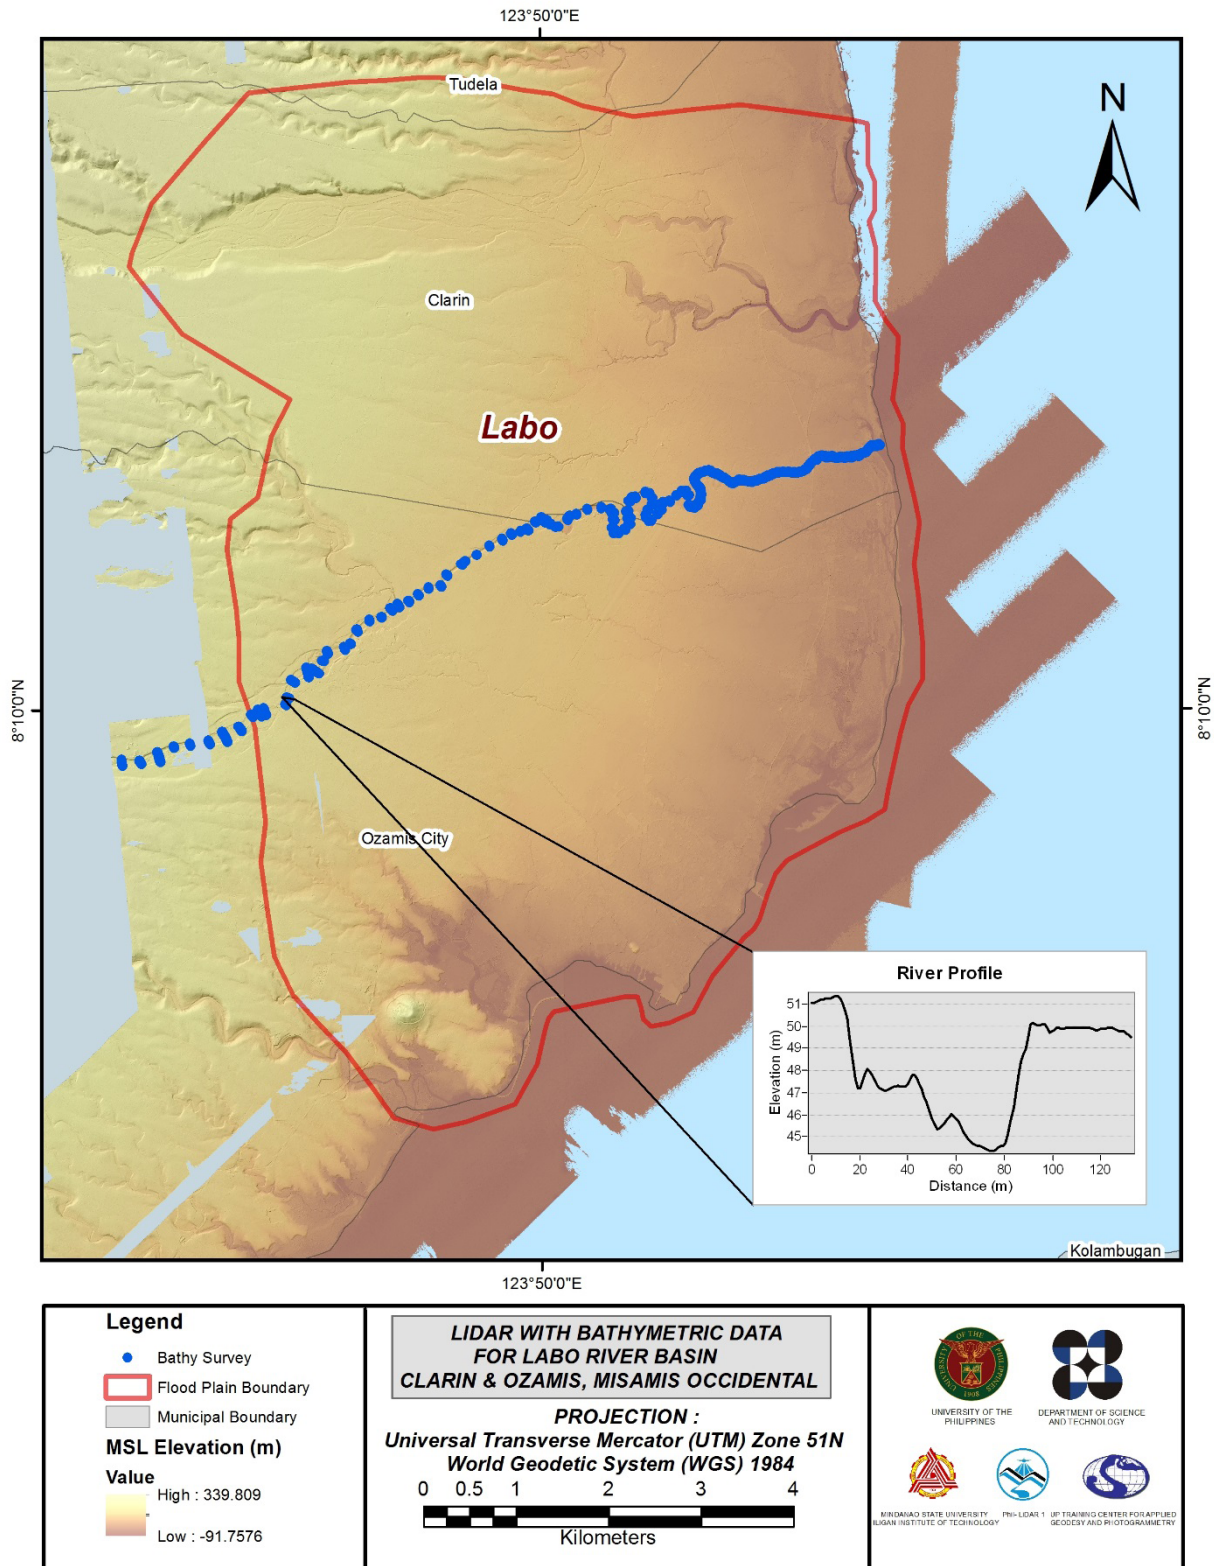 123°50'0"E
Tudela
N
Clarin
Labo
8°10'0"N
8°10'0"N
Ozamis City
River Profile
51
50
49
48
47
46
45
Elevation (m)
0 20 40 60 80 100 120
Distance (m)
Kolambugan
123°50'0"E
Legend
Bathy Survey
Flood Plain Boundary
Municipal Boundary
MSL Elevation (m)
Value
High : 339.809
Low : -91.7576
LIDAR WITH BATHYMETRIC DATA
FOR LABO RIVER BASIN
CLARIN & OZAMIS, MISAMIS OCCIDENTAL
PROJECTION :
Universal Transverse Mercator (UTM) Zone 51N
World Geodetic System (WGS) 1984
0 0.5 1 2 3 4
Kilometers
UNIVERSITY OF THE
PHILIPPINES
DEPARTMENT OF SCIENCE
AND TECHNOLOGY
MINDANAO STATE UNIVERSITY
ILIGAN INSTITUTE OF TECHNOLOGY
Phil- LIDAR 1
UP TRAINING CENTER FOR APPLIED
GEODESY AND PHOTOGRAMMETRY